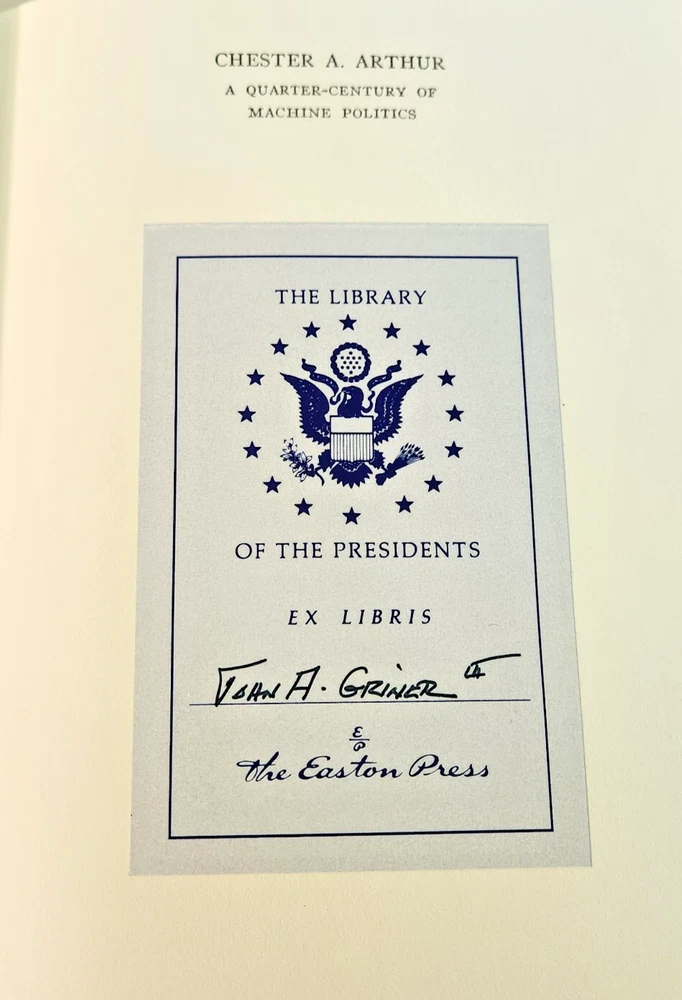 CHESTER A. ARTHUR
A QUARTER-CENTURY OF
MACHINE POLITICS
THE LIBRARY
OF THE PRESIDENTS
EX LIBRIS
JOHN A. GRINER III
E
P
the Easton Press